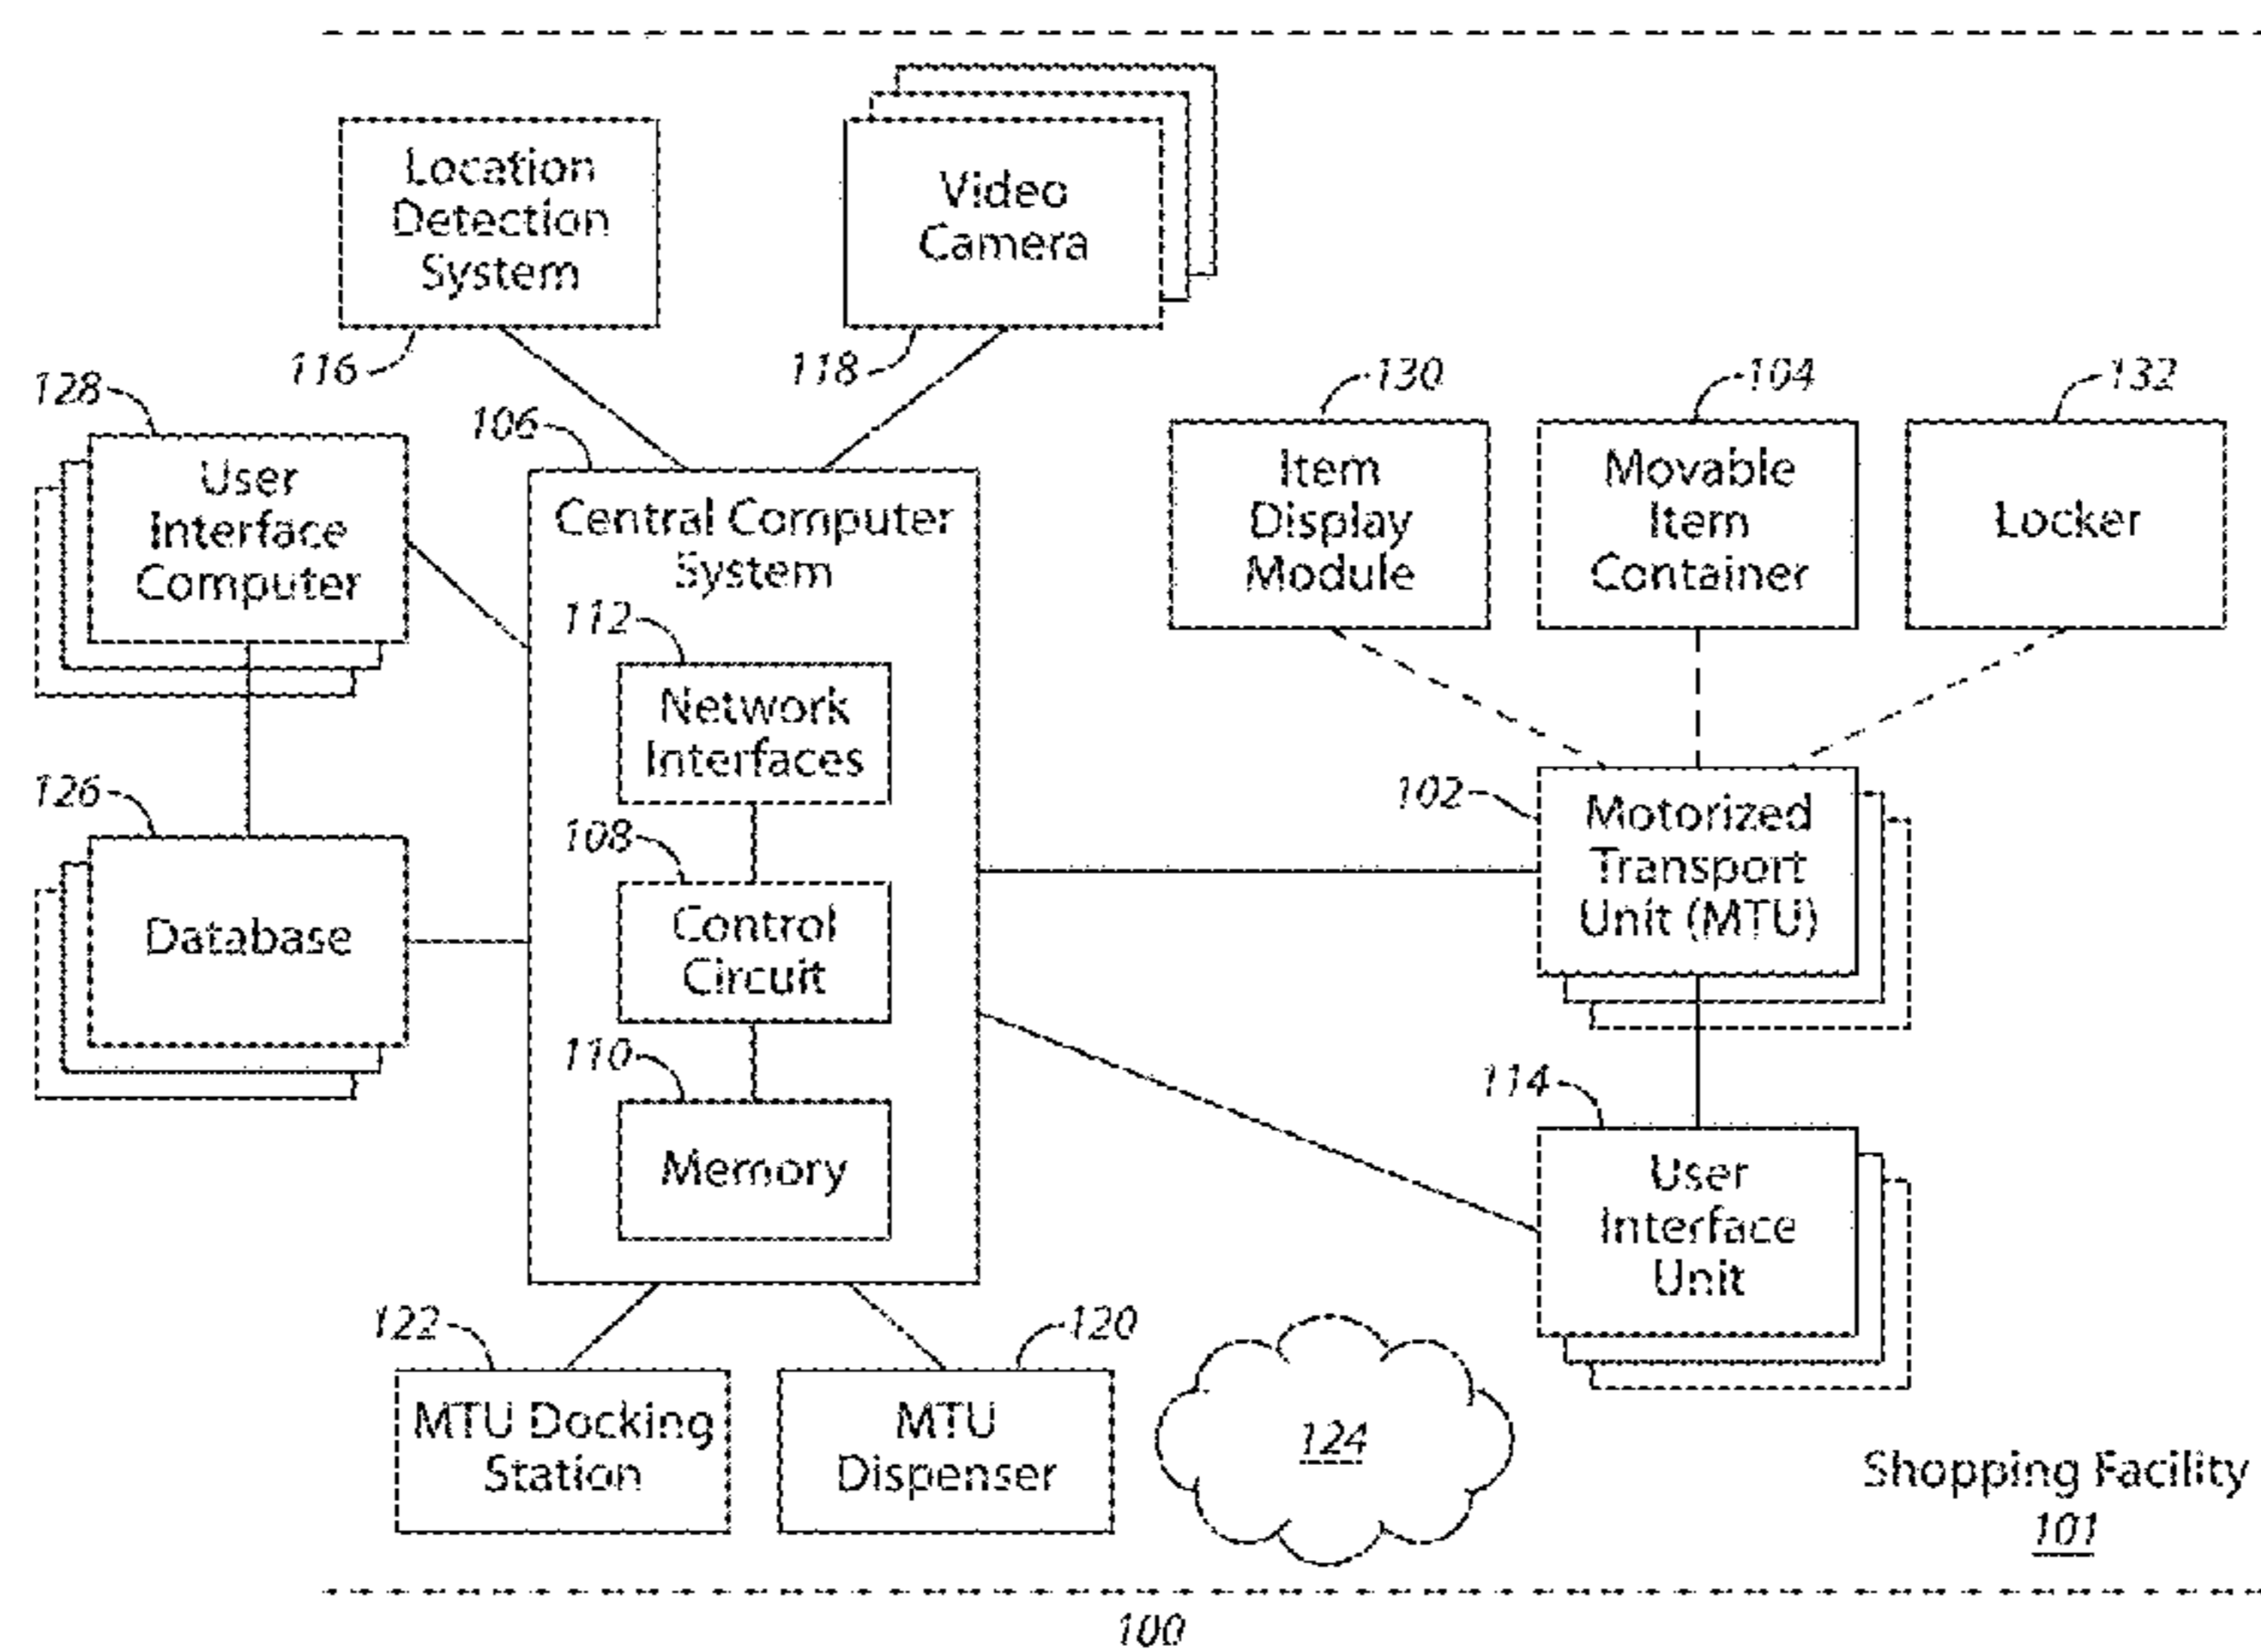 Location
Detection
System
116
Video
Camera
118
128
User
Interface
Computer
106
Central Computer
System
130
Item
Display
Module
104
Movable
Item
Container
132
Locker
112
Network
Interfaces
126
Database
108
Control
Circuit
110
Memory
102
Motorized
Transport
Unit (MTU)
114
User
Interface
Unit
122
MTU Docking
Station
120
MTU
Dispenser
124
Shopping Facility
101
100